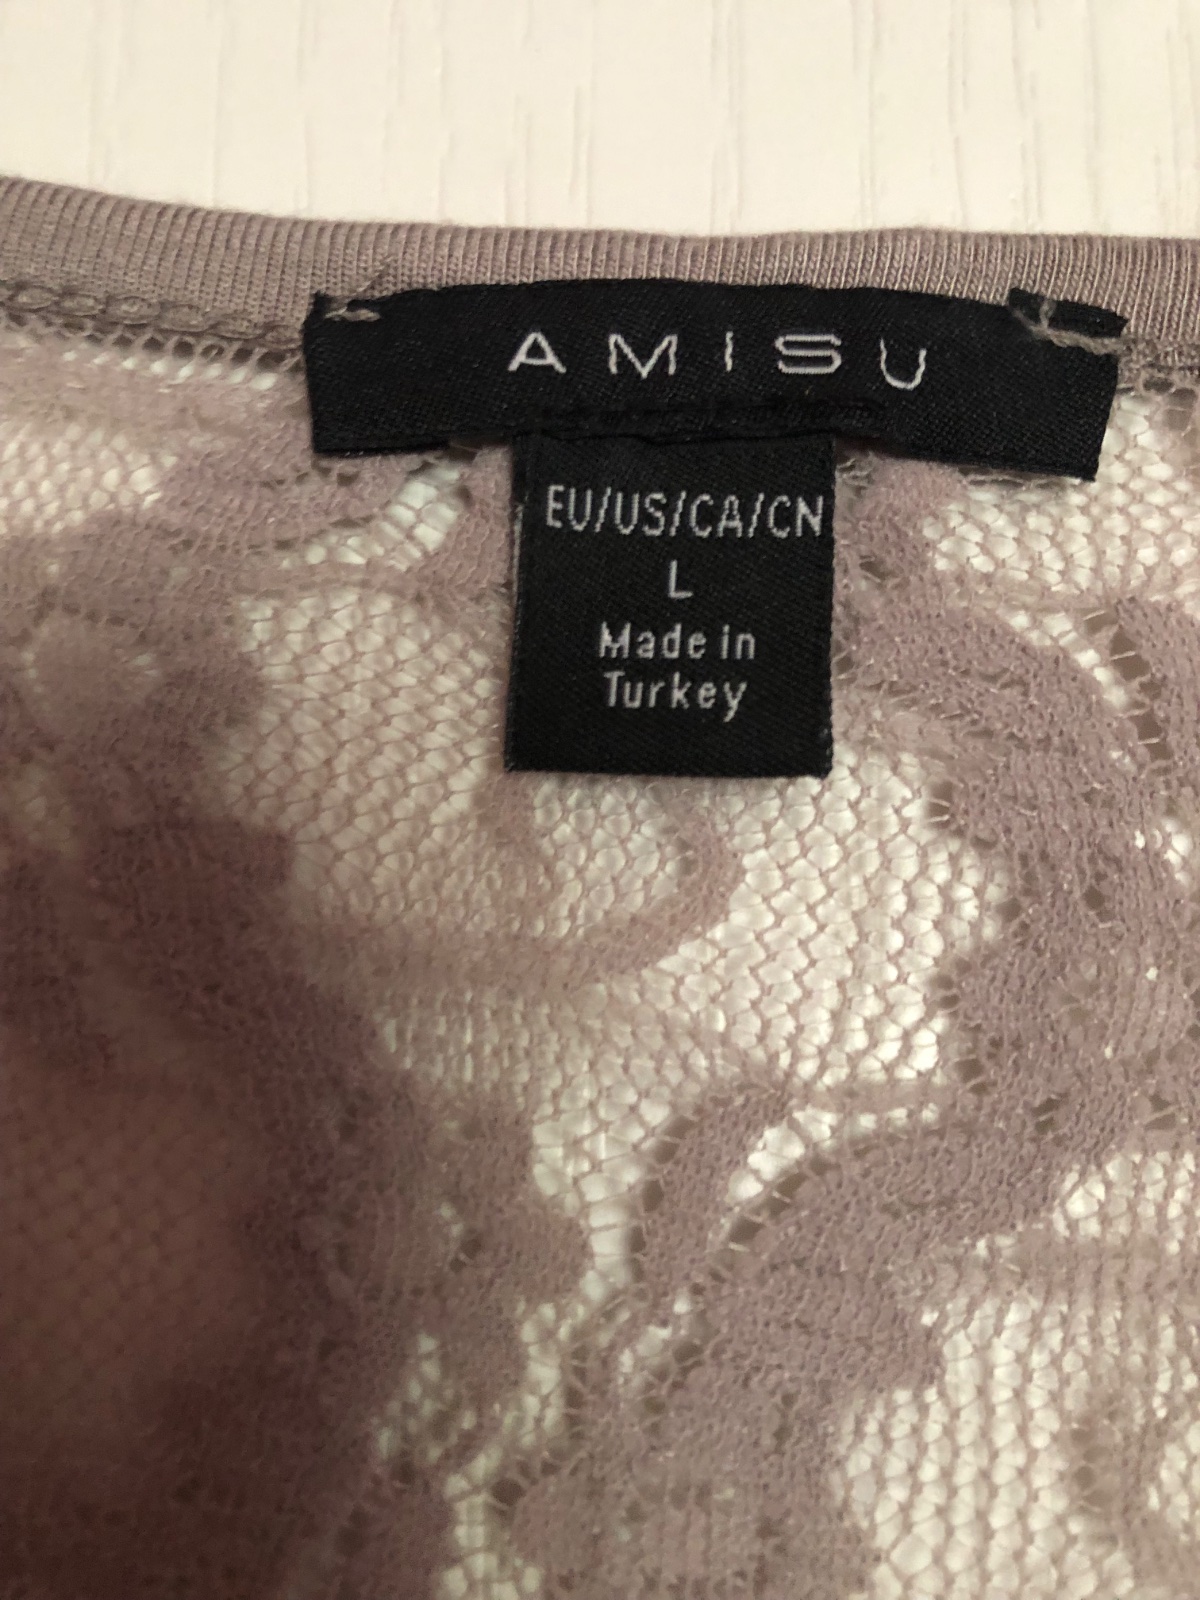 AMISU
EU/US/CA/CN
L
Made in
Turkey